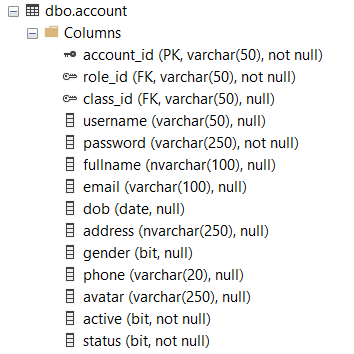 dbo.account
Columns
account_id (PK, varchar(50), not null)
role_id (FK, varchar(50), not null)
class_id (FK, varchar(50), null)
username (varchar(50), null)
password (varchar(250), not null)
fullname (nvarchar(100), null)
email (varchar(100), null)
dob (date, null)
address (nvarchar(250), null)
gender (bit, null)
phone (varchar(20), null)
avatar (varchar(250), null)
active (bit, not null)
status (bit, not null)